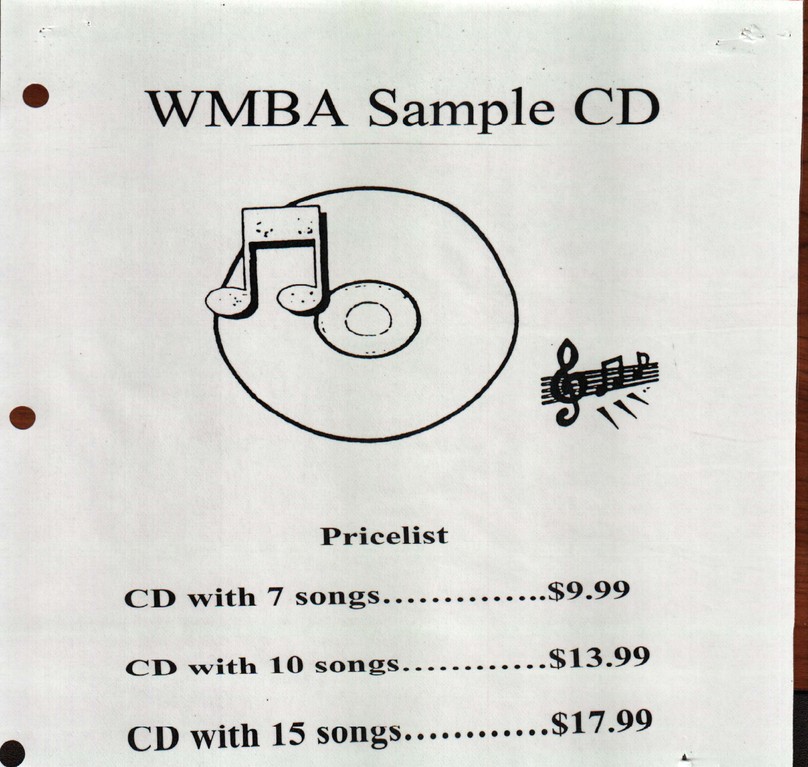 WMBA Sample CD
Pricelist
CD with 7 songs..............$9.99
CD with 10 songs............$13.99
CD with 15 songs............$17.99